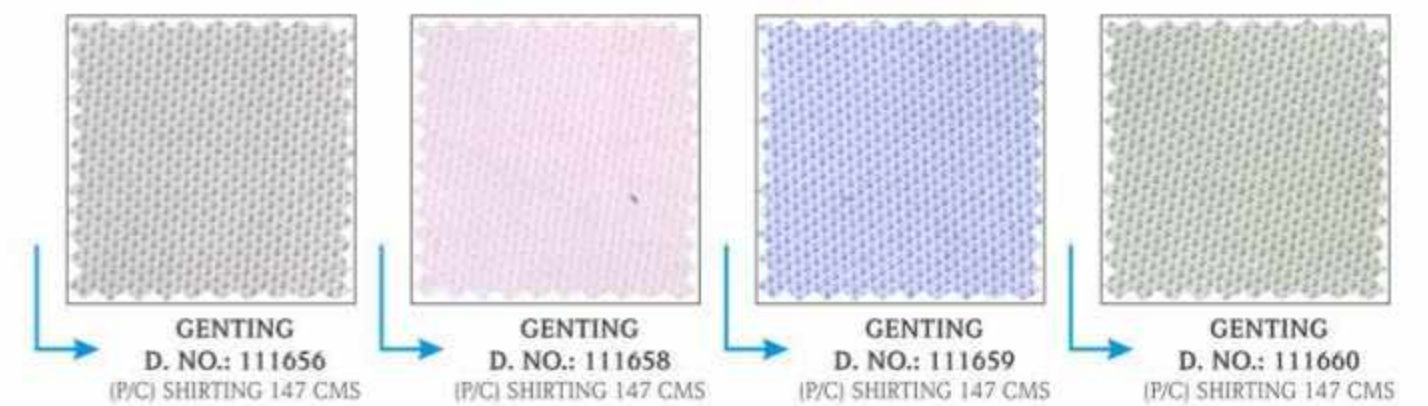 GENTING
D. NO.: 111656
(P/C) SHIRTING 147 CMS
GENTING
D. NO.: 111658
(P/C) SHIRTING 147 CMS
GENTING
D. NO.: 111659
(P/C) SHIRTING 147 CMS
GENTING
D. NO.: 111660
(P/C) SHIRTING 147 CMS